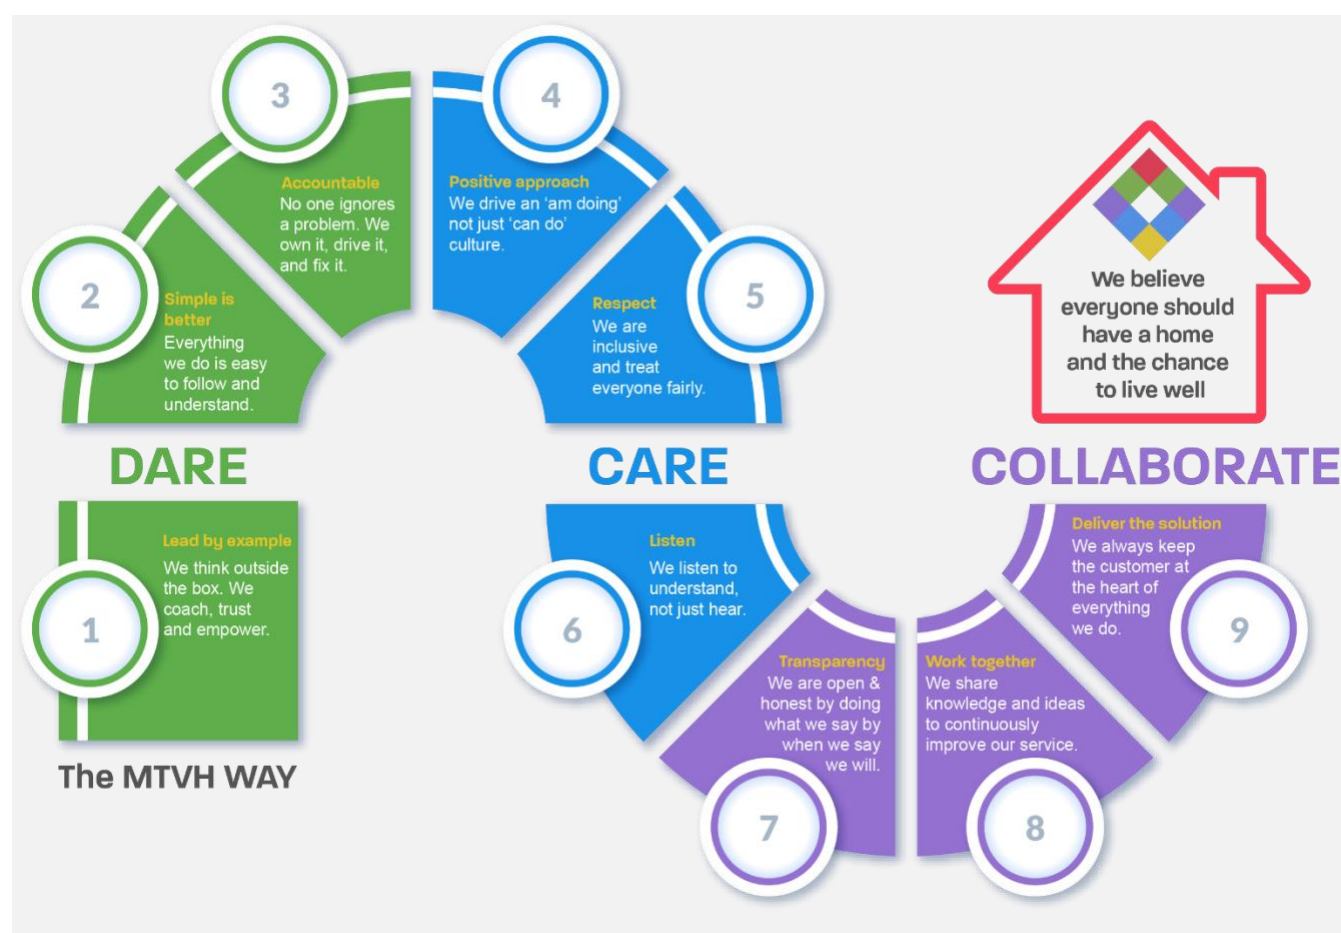 3
Accountable
No one ignores
a problem. We
own it, drive it,
and fix it.
4
Positive approach
We drive an ‘am doing’
not just ‘can do’
culture.
2
Simple is
better
Everything
we do is easy
to follow and
understand.
5
Respect
We are
inclusive
and treat
everyone fairly.
We believe
everyone should
have a home
and the chance
to live well
DARE
CARE
COLLABORATE
1
Lead by example
We think outside
the box. We
coach, trust
and empower.
The MTVH WAY
6
Listen
We listen to
understand,
not just hear.
7
Transparency
We are open &
honest by doing
what we say by
when we say
we will.
8
Work together
We share
knowledge and ideas
to continuously
improve our service.
9
Deliver the solution
We always keep
the customer at
the heart of
everything
we do.